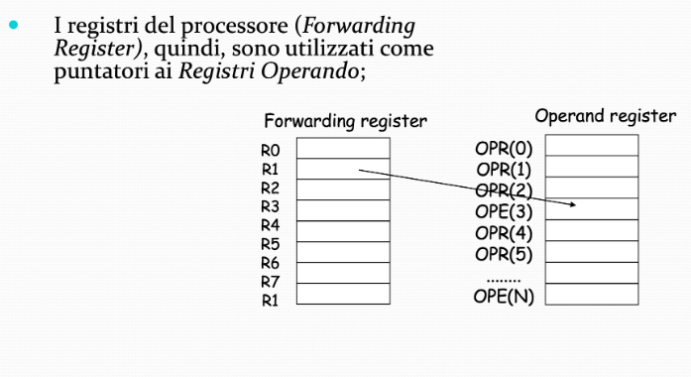 I registri del processore (Forwarding
Register), quindi, sono utilizzati come
puntatori ai Registri Operando;
Forwarding register
R0
R1
R2
R3
R4
R5
R6
R7
R1
Operand register
OPR(0)
OPR(1)
OPR(2)
OPE(3)
OPR(4)
OPR(5)
........
OPE(N)